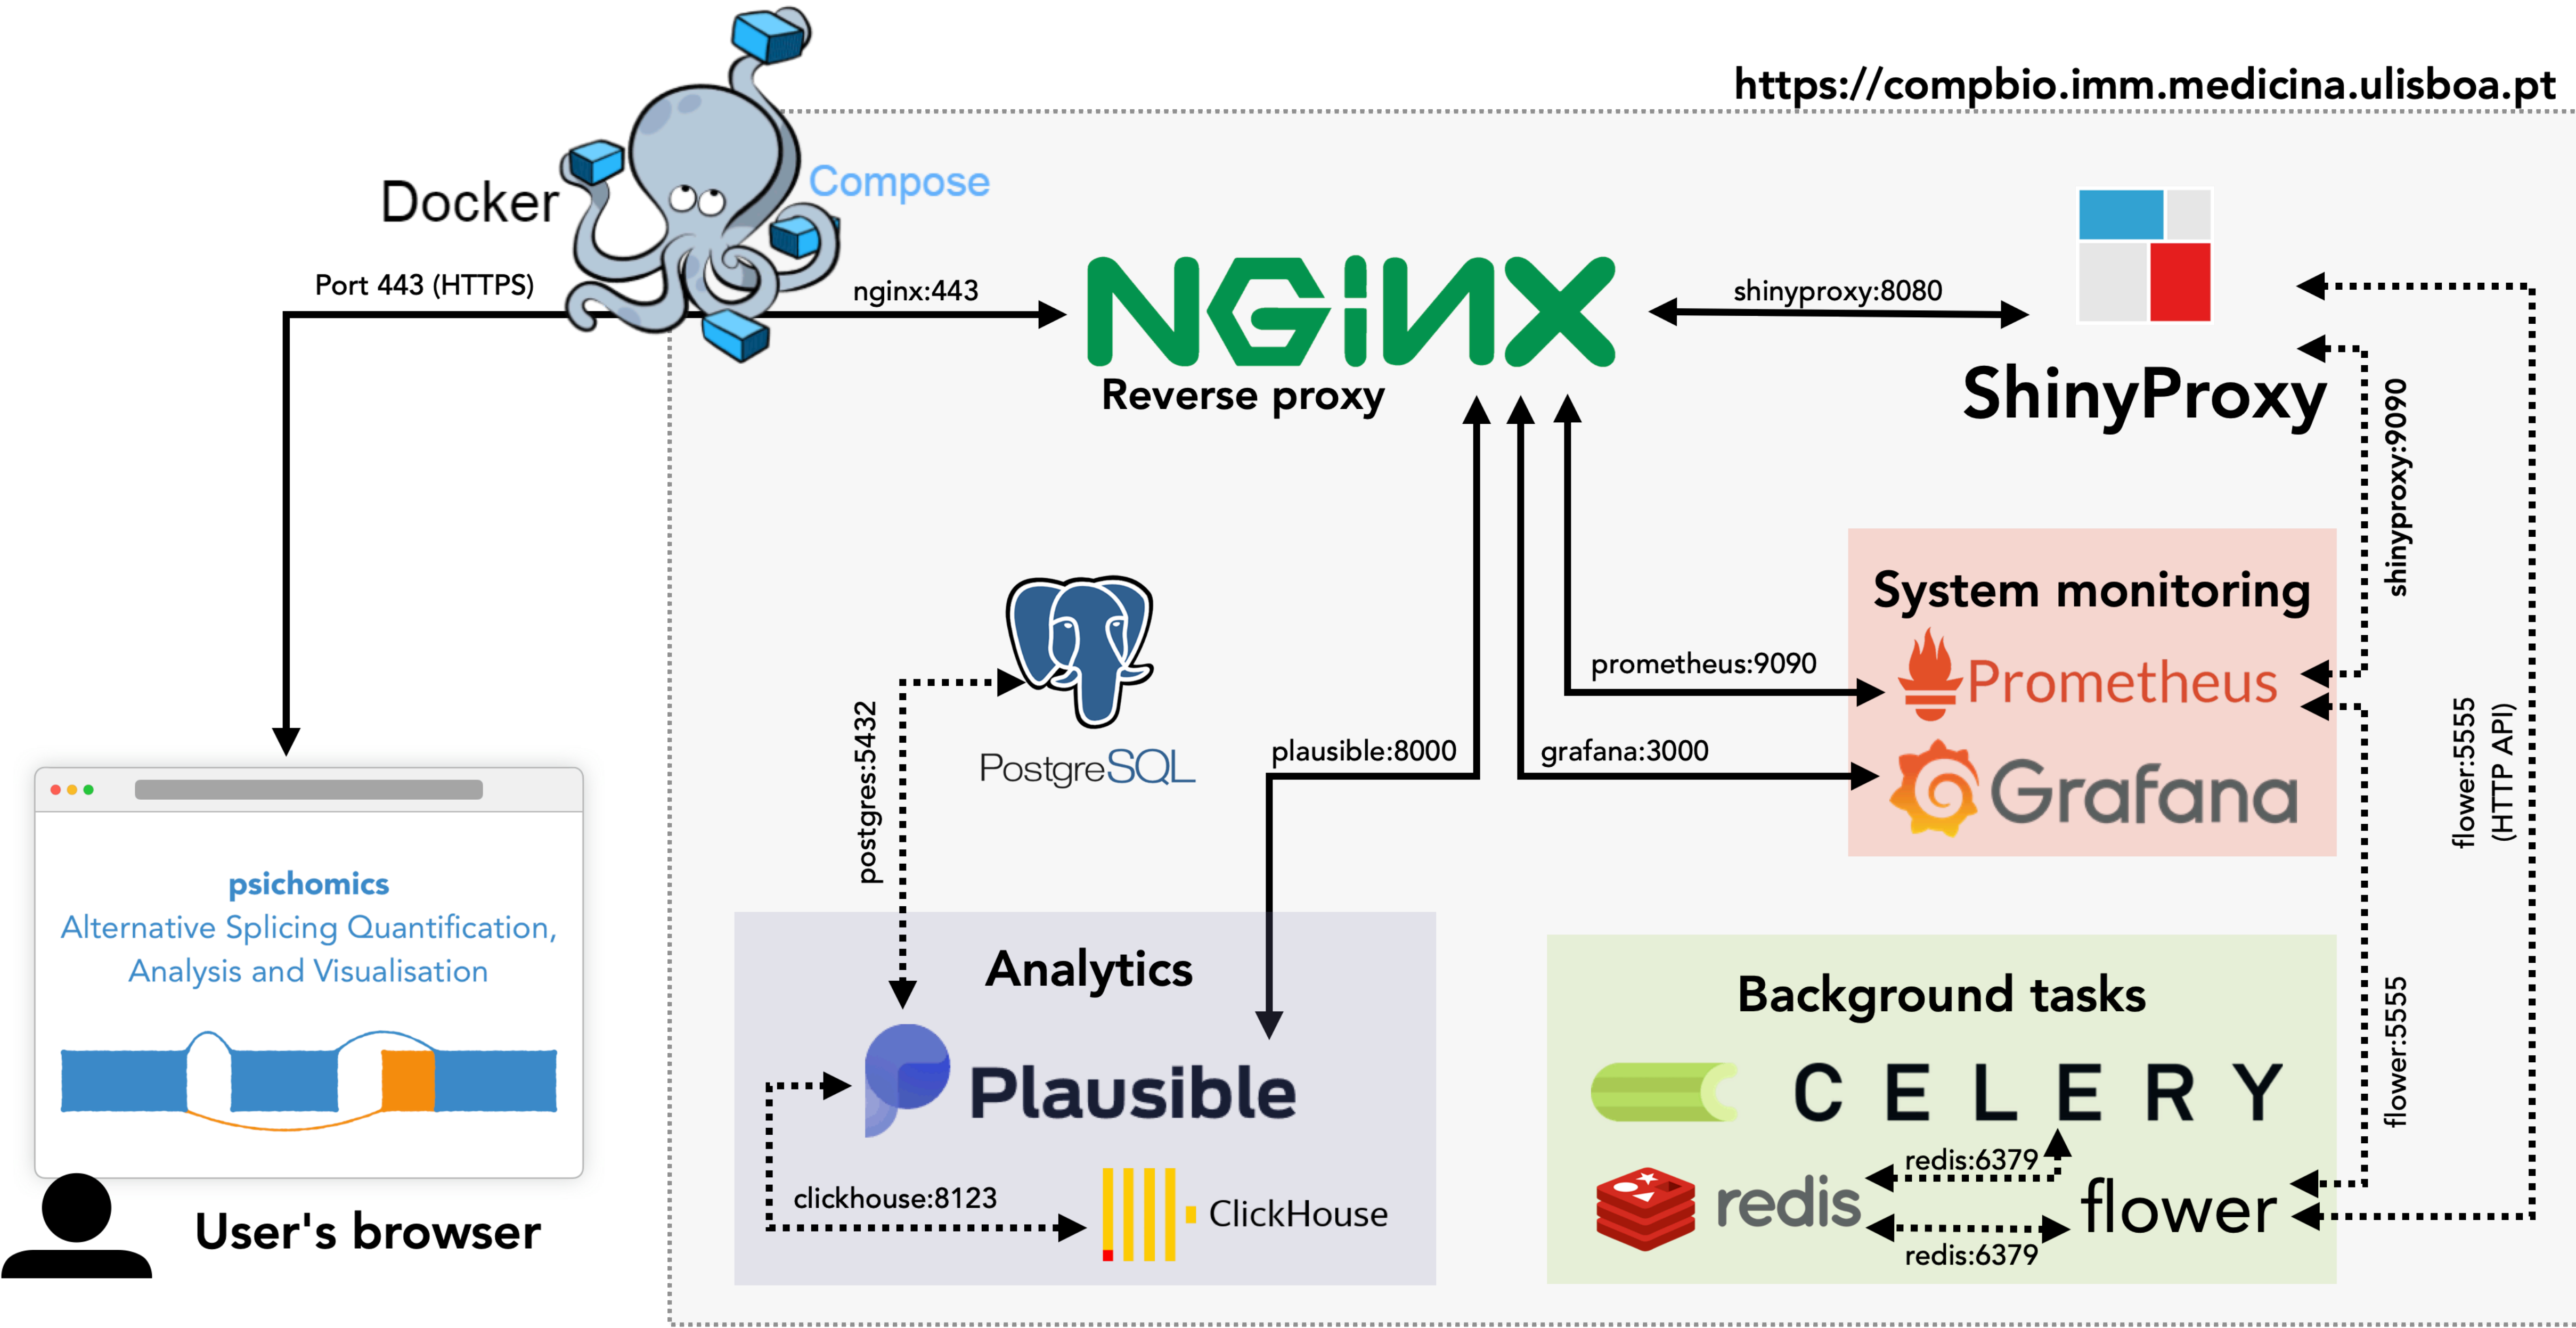 https://compbio.imm.medicina.ulisboa.pt
Docker
Compose
Port 443 (HTTPS)
nginx:443
NGINX
Reverse proxy
shinyproxy:8080
ShinyProxy
shinyproxy:9090
System monitoring
Prometheus
prometheus:9090
Grafana
grafana:3000
plausible:8000
PostgreSQL
postgres:5432
flower:5555
(HTTP API)
psichomics
Alternative Splicing Quantification,
Analysis and Visualisation
User's browser
Analytics
Plausible
clickhouse:8123
ClickHouse
Background tasks
CELERY
redis:6379
redis
flower
redis:6379
flower:5555